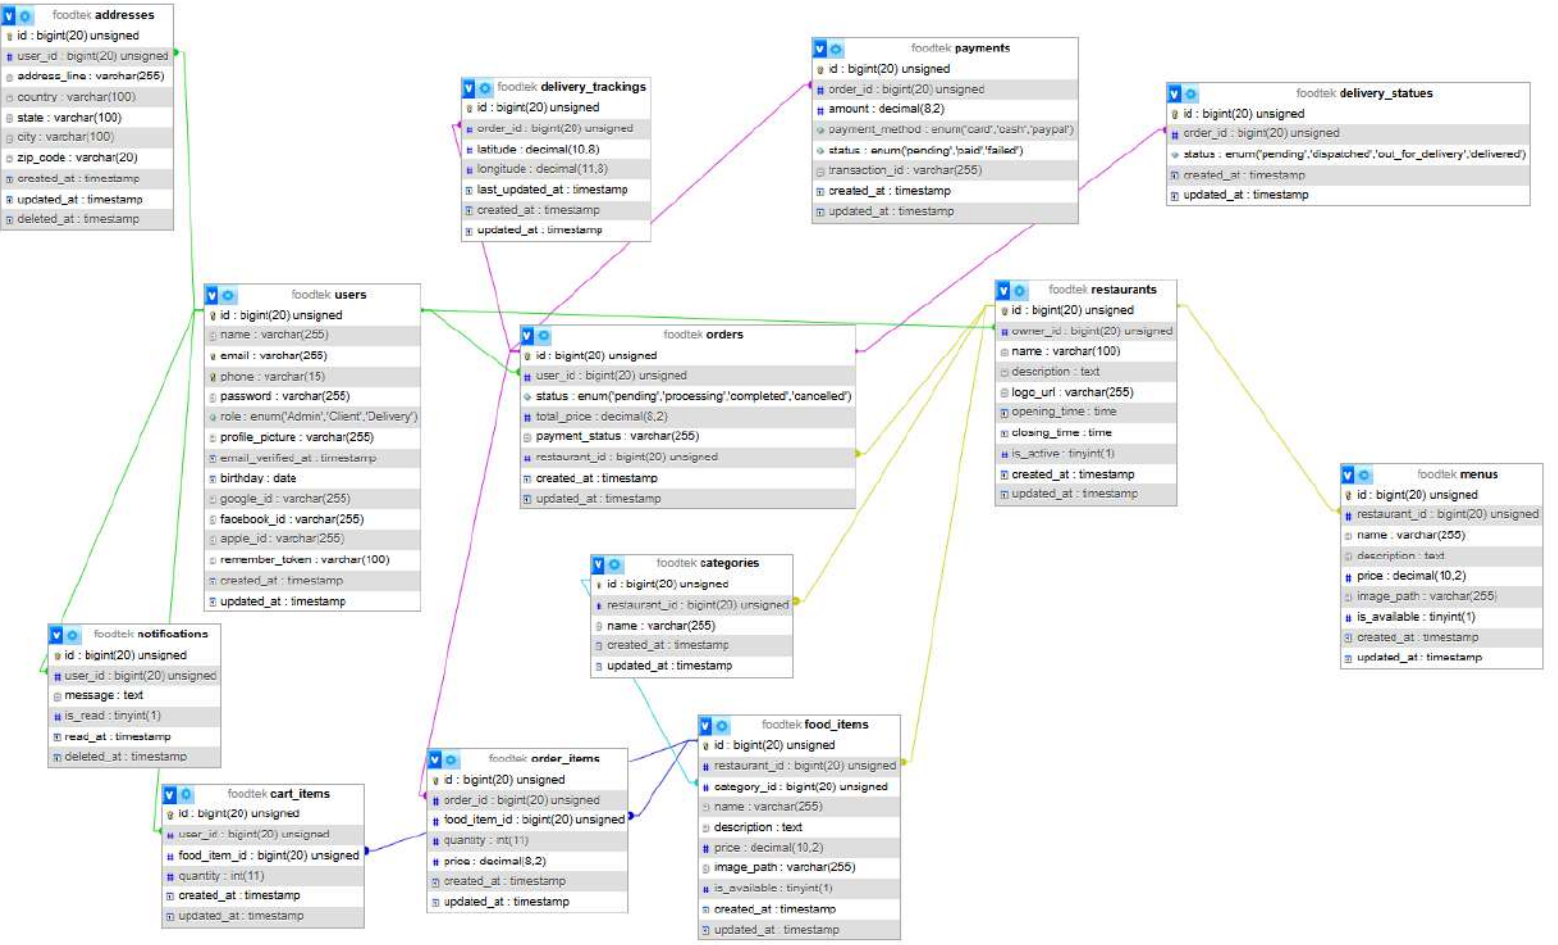 foodtek addresses
id : bigint(20) unsigned
user_id : bigint(20) unsigned
address_line : varchar(255)
country : varchar(100)
state : varchar(100)
city : varchar(100)
zip_code : varchar(20)
created_at : timestamp
updated_at : timestamp
deleted_at : timestamp
foodtek delivery_trackings
id : bigint(20) unsigned
order_id : bigint(20) unsigned
latitude : decimal(10,8)
longitude : decimal(11,8)
last_updated_at : timestamp
created_at : timestamp
updated_at : timestamp
foodtek payments
id : bigint(20) unsigned
order_id : bigint(20) unsigned
amount : decimal(8,2)
payment_method : enum('card','cash','paypal')
status : enum('pending','paid','failed')
transaction_id : varchar(255)
created_at : timestamp
updated_at : timestamp
foodtek delivery_statues
id : bigint(20) unsigned
order_id : bigint(20) unsigned
status : enum('pending','dispatched','out_for_delivery','delivered')
created_at : timestamp
updated_at : timestamp
foodtek users
id : bigint(20) unsigned
name : varchar(255)
email : varchar(255)
phone : varchar(15)
password : varchar(255)
role : enum('Admin','Client','Delivery')
profile_picture : varchar(255)
email_verified_at : timestamp
birthday : date
google_id : varchar(255)
facebook_id : varchar(255)
apple_id : varchar(255)
remember_token : varchar(100)
created_at : timestamp
updated_at : timestamp
foodtek orders
id : bigint(20) unsigned
user_id : bigint(20) unsigned
status : enum('pending','processing','completed','cancelled')
total_price : decimal(8,2)
payment_status : varchar(255)
restaurant_id : bigint(20) unsigned
created_at : timestamp
updated_at : timestamp
foodtek restaurants
id : bigint(20) unsigned
owner_id : bigint(20) unsigned
name : varchar(100)
description : text
logo_url : varchar(255)
opening_time : time
closing_time : time
is_active : tinyint(1)
created_at : timestamp
updated_at : timestamp
foodtek menus
id : bigint(20) unsigned
restaurant_id : bigint(20) unsigned
name : varchar(255)
description : text
price : decimal(10,2)
image_path : varchar(255)
is_available : tinyint(1)
created_at : timestamp
updated_at : timestamp
foodtek categories
id : bigint(20) unsigned
restaurant_id : bigint(20) unsigned
name : varchar(255)
created_at : timestamp
updated_at : timestamp
foodtek notifications
id : bigint(20) unsigned
user_id : bigint(20) unsigned
message : text
is_read : tinyint(1)
read_at : timestamp
deleted_at : timestamp
foodtek cart_items
id : bigint(20) unsigned
user_id : bigint(20) unsigned
food_item_id : bigint(20) unsigned
quantity : int(11)
created_at : timestamp
updated_at : timestamp
foodtek order_items
id : bigint(20) unsigned
order_id : bigint(20) unsigned
food_item_id : bigint(20) unsigned
quantity : int(11)
price : decimal(8,2)
created_at : timestamp
updated_at : timestamp
foodtek food_items
id : bigint(20) unsigned
restaurant_id : bigint(20) unsigned
category_id : bigint(20) unsigned
name : varchar(255)
description : text
price : decimal(10,2)
image_path : varchar(255)
is_available : tinyint(1)
created_at : timestamp
updated_at : timestamp